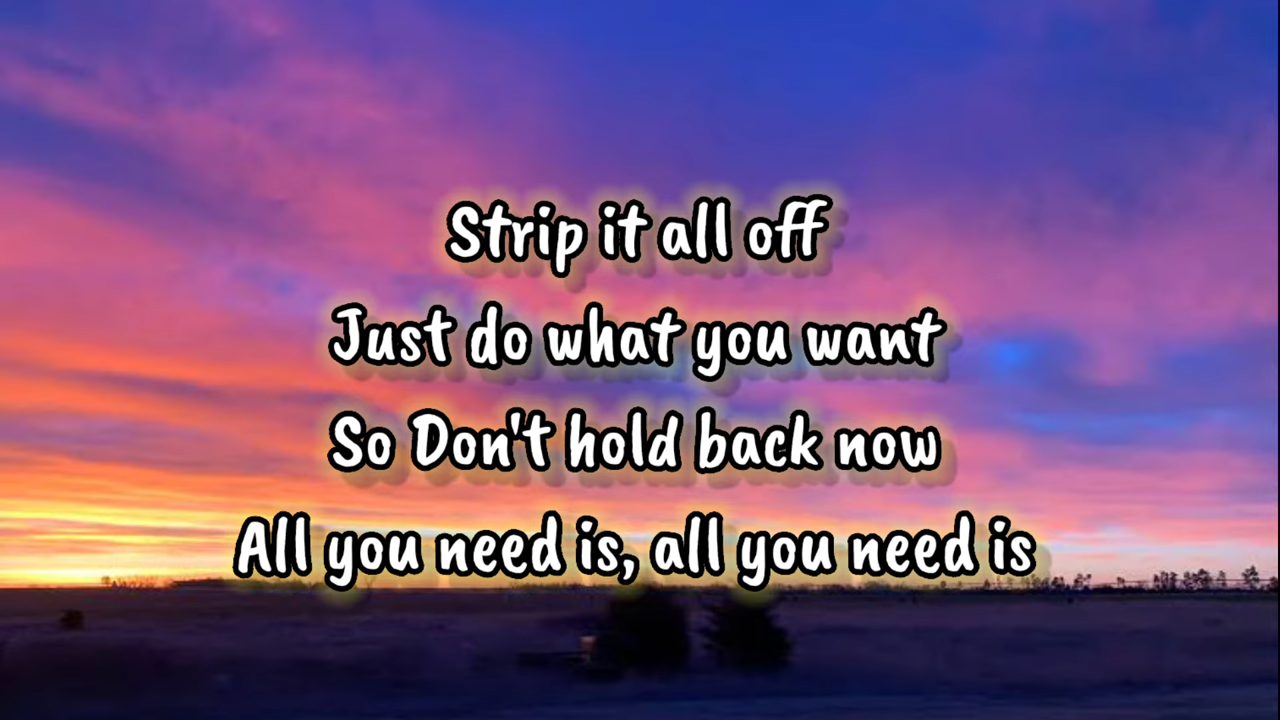 Strip it all off
Just do what you want
So Don't hold back now
All you need is, all you need is